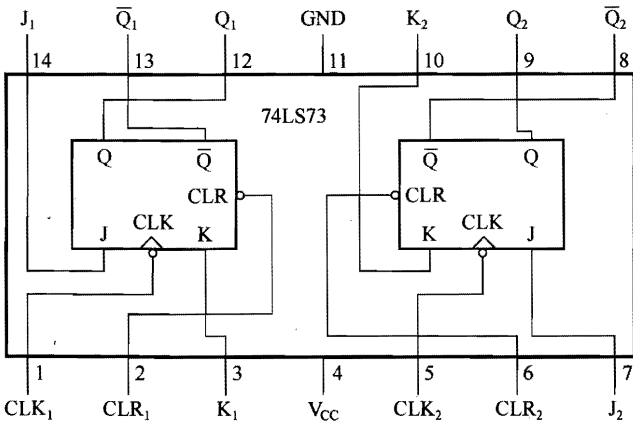 J₁ Q̅₁ Q₁ GND K₂ Q₂ Q̅₂
14 13 12 11 10 9 8
74LS73
Q Q̅ Q̅ Q
CLR CLR
CLK CLK
J K K J
1 2 3 4 5 6 7
CLK₁ CLR₁ K₁ V_CC CLK₂ CLR₂ J₂